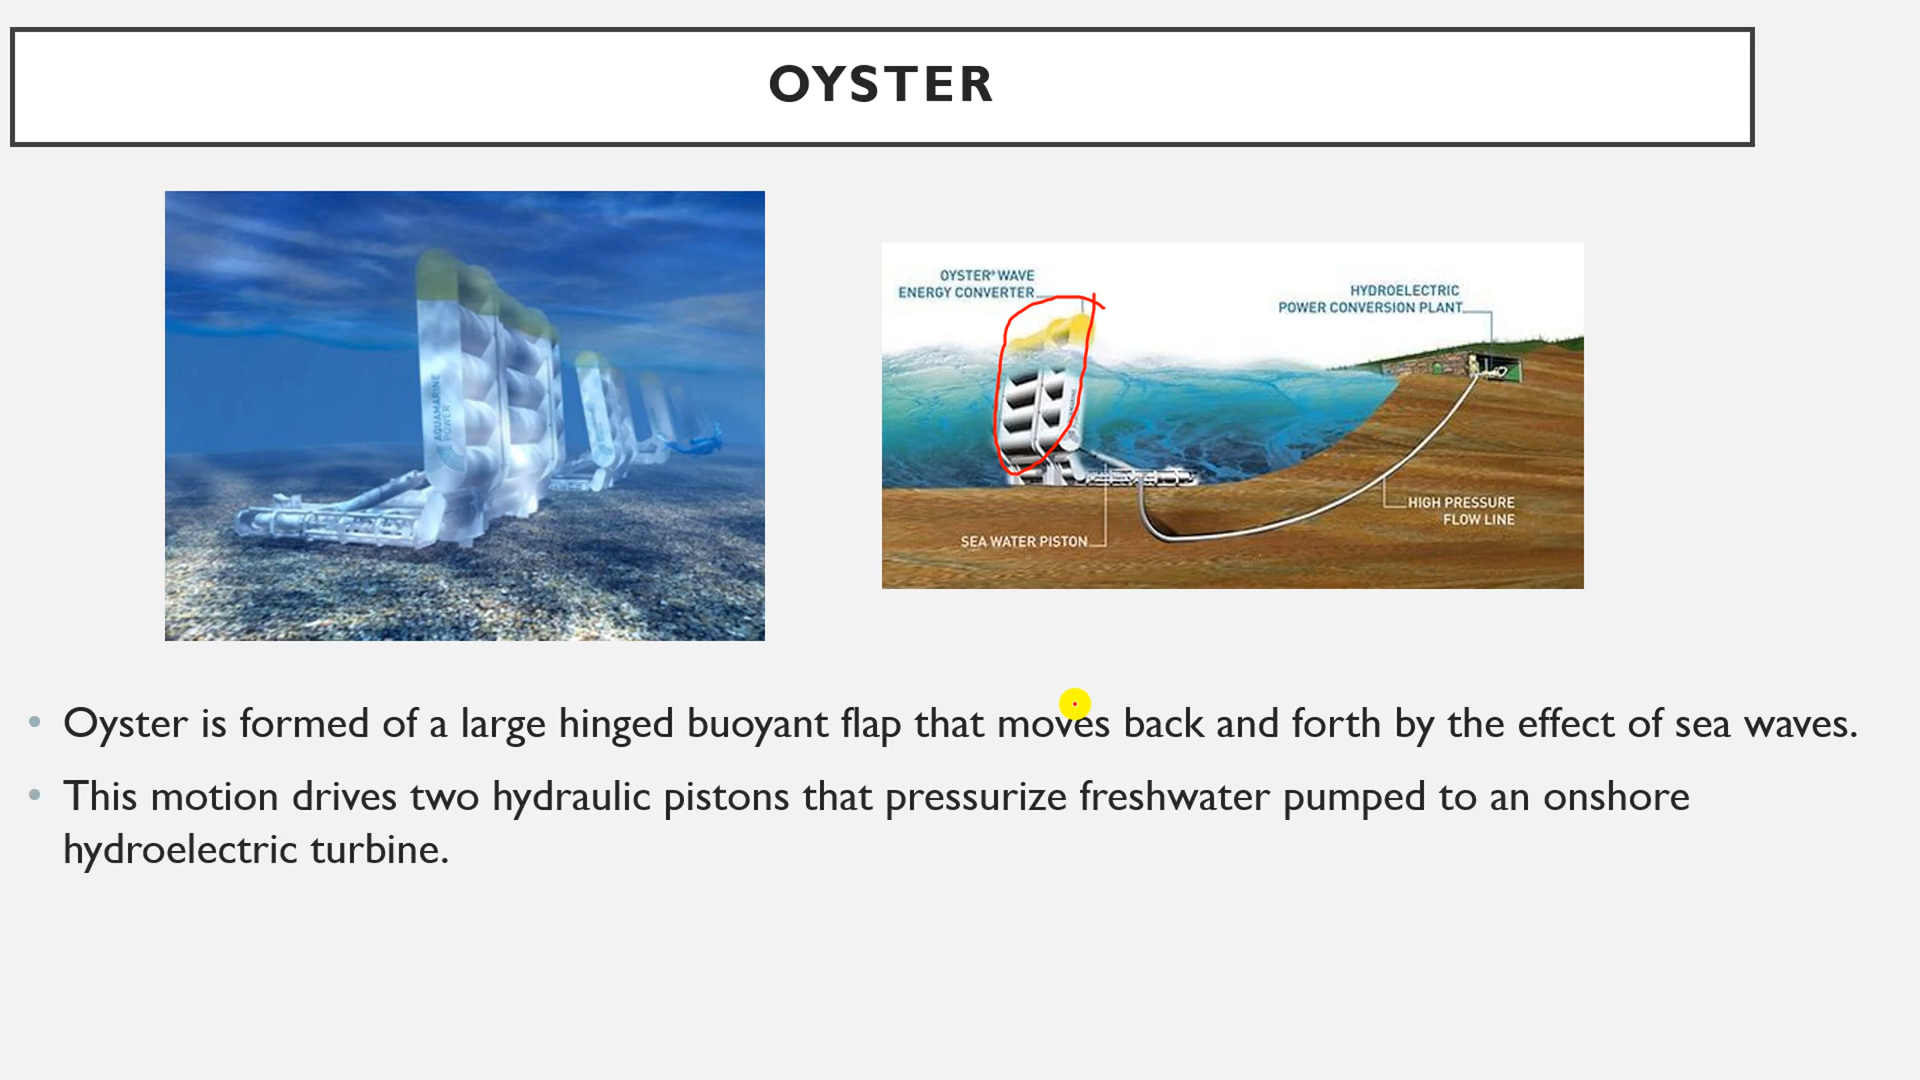 OYSTER
AQUAMARINE
POWER
OYSTER® WAVE
ENERGY CONVERTER
HYDROELECTRIC
POWER CONVERSION PLANT
HIGH PRESSURE
FLOW LINE
SEA WATER PISTON
• Oyster is formed of a large hinged buoyant flap that moves back and forth by the effect of sea waves.
• This motion drives two hydraulic pistons that pressurize freshwater pumped to an onshore
hydroelectric turbine.